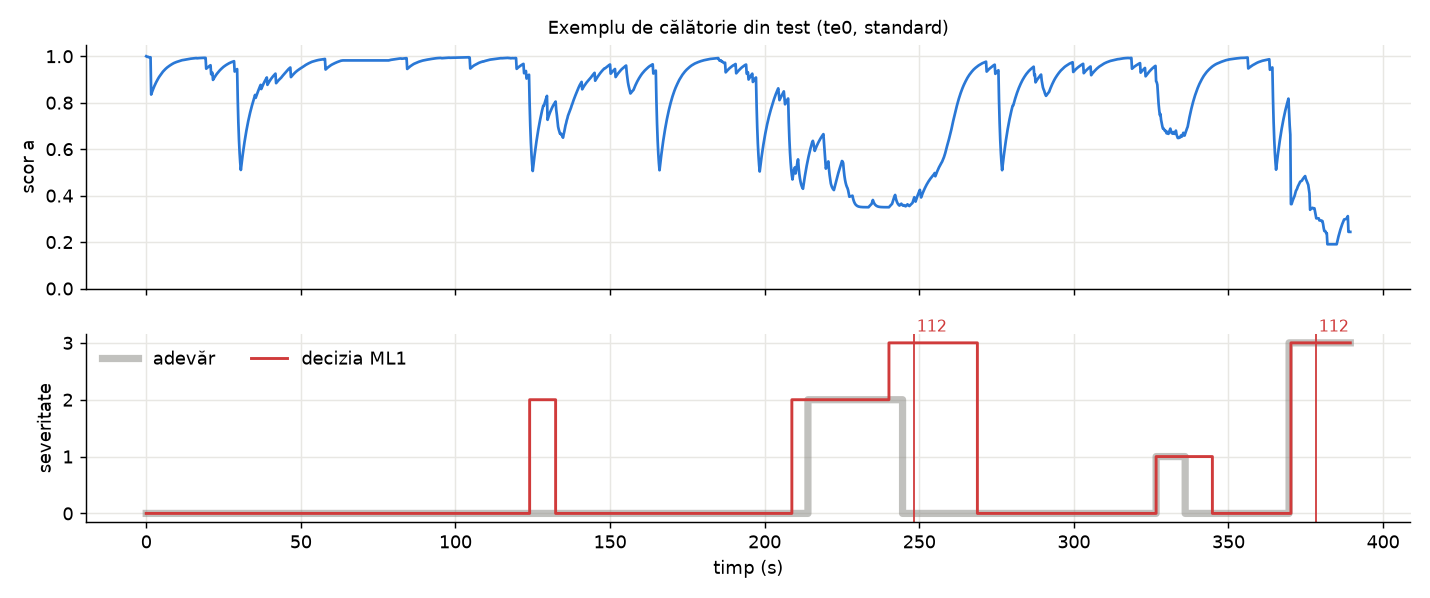 Exemplu de călătorie din test (te0, standard)
1.0
0.8
0.6
0.4
0.2
0.0
scor a
112 112
adevăr decizia ML1
3
2
1
0
severitate
0 50 100 150 200 250 300 350 400
timp (s)